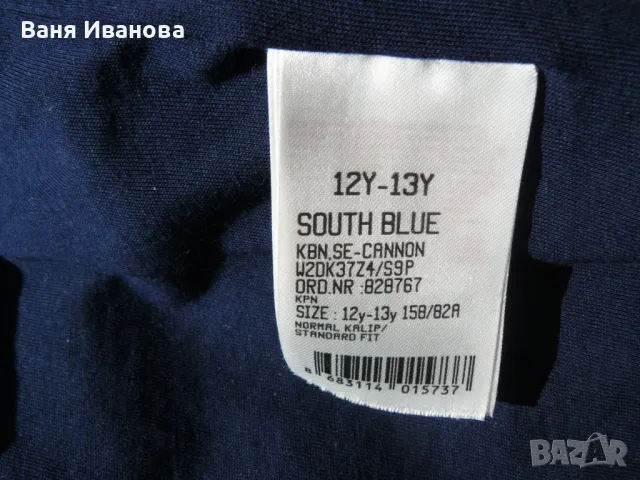 Ваня Иванова
12Y-13Y
SOUTH BLUE
KBN,SE-CANNON
W2DK37Z4/S9P
ORD.NR :828767
KPN
SIZE : 12y-13y 158/82A
NORMAL KALIP/
STANDARD FIT
8 683114 015737
BAZAR